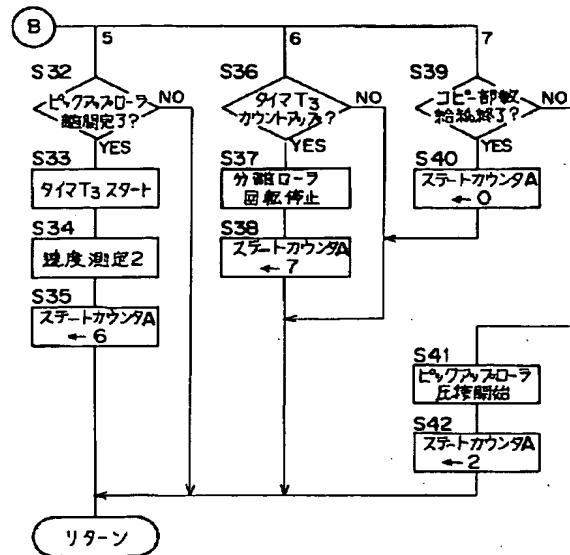 B
5
6
7
S32
ピックアップローラ
離間完了?
NO
YES
S33
タイマT3 スタート
S34
速度測定2
S35
ステートカウンタA
←6
S36
タイマT3
カウントアップ?
NO
YES
S37
分離ローラ
回転停止
S38
ステートカウンタA
←7
S39
コピー部数
給紙終了?
NO
YES
S40
ステートカウンタA
←0
S41
ピックアップローラ
圧接開始
S42
ステートカウンタA
←2
リターン